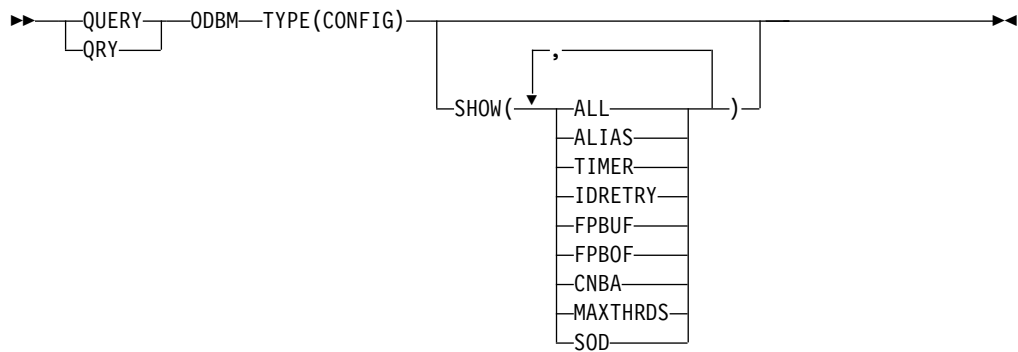 QUERY ODBM TYPE(CONFIG)
QRY
,
SHOW( ALL )
ALIAS
TIMER
IDRETRY
FPBUF
FPBOF
CNBA
MAXTHRDS
SOD